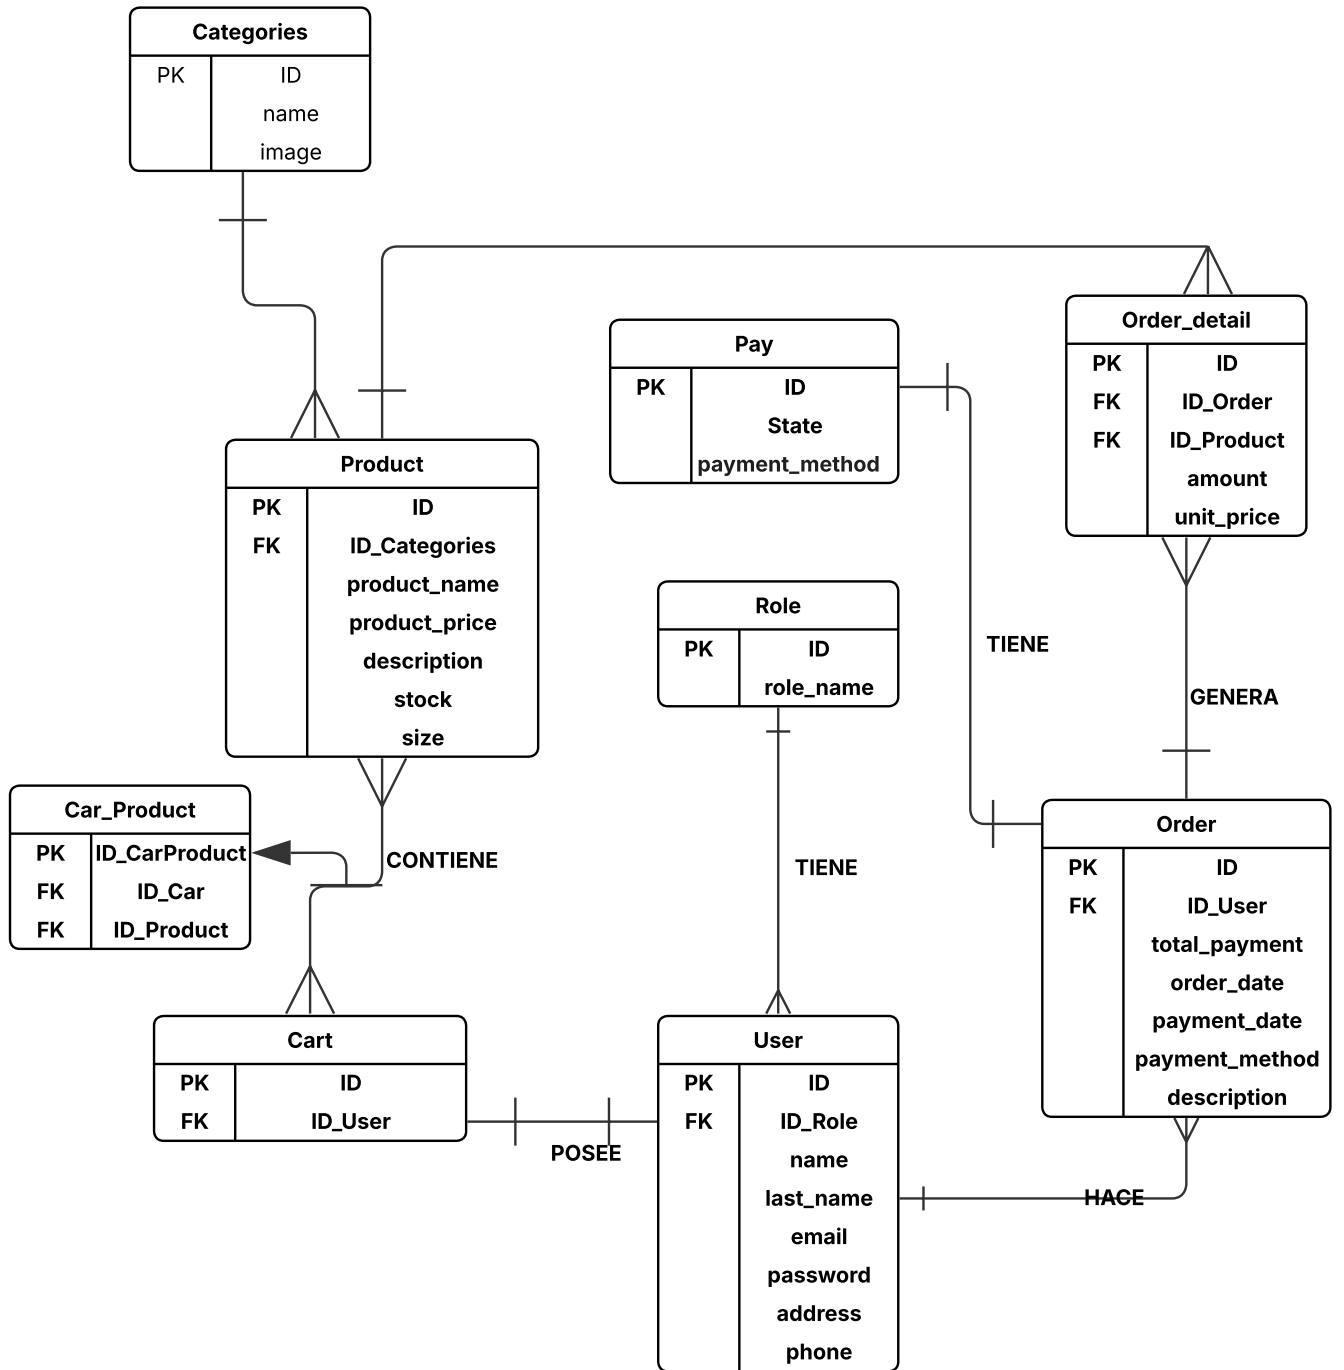 Categories
PK ID
name
image
Order_detail
PK ID
FK ID_Order
FK ID_Product
amount
unit_price
Pay
PK ID
State
payment_method
Product
PK ID
FK ID_Categories
product_name
product_price
description
stock
size
Role
PK ID
role_name
TIENE
GENERA
Car_Product
PK ID_CarProduct
FK ID_Car
FK ID_Product
CONTIENE
TIENE
Order
PK ID
FK ID_User
total_payment
order_date
payment_date
payment_method
description
Cart
PK ID
FK ID_User
POSEE
User
PK ID
FK ID_Role
name
last_name
email
password
address
phone
HACE